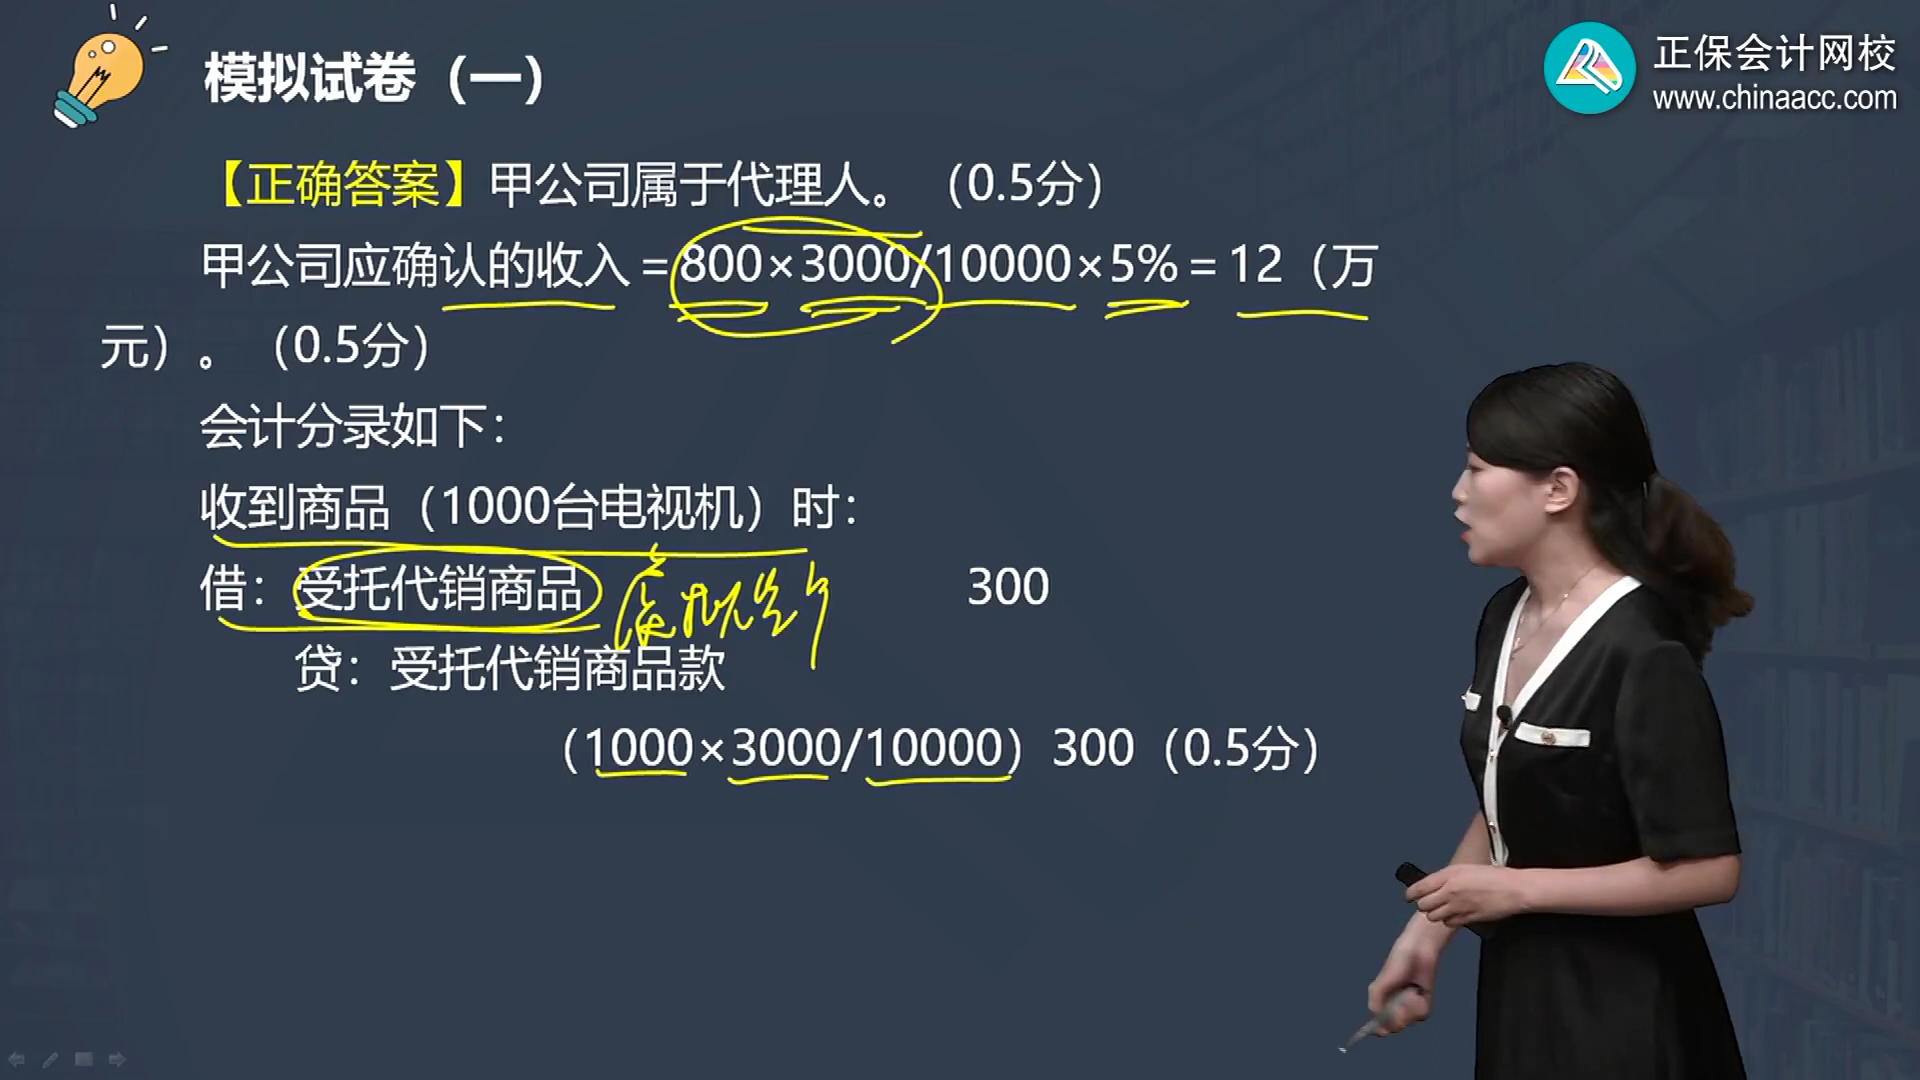 模拟试卷（一）
正保会计网校
www.chinaacc.com
【正确答案】甲公司属于代理人。（0.5分）
甲公司应确认的收入＝800×3000/10000×5%＝12（万
元）。（0.5分）
会计分录如下：
收到商品（1000台电视机）时：
借：受托代销商品 300
贷：受托代销商品款
（1000×3000/10000）300（0.5分）